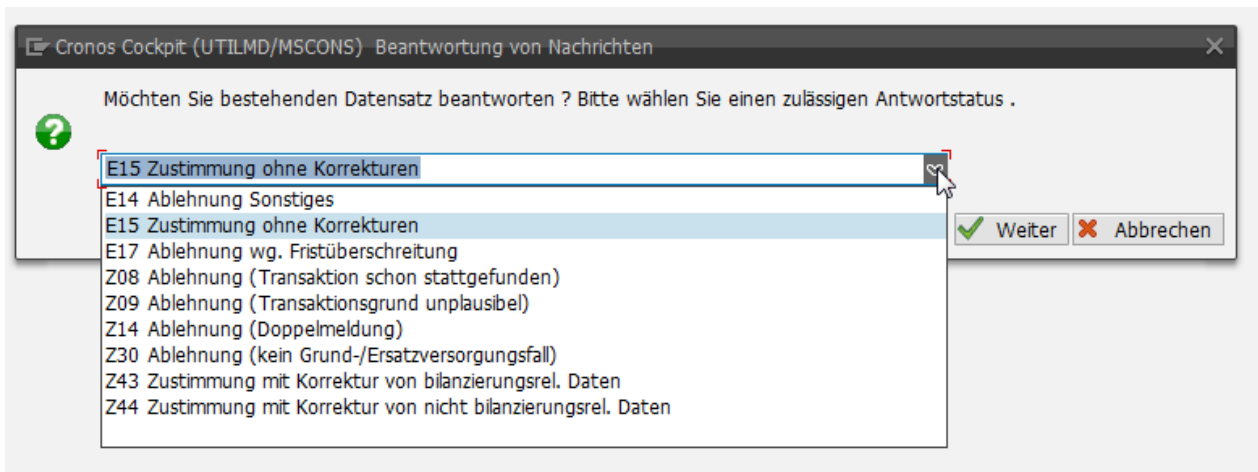 Cronos Cockpit (UTILMD/MSCONS) Beantwortung von Nachrichten
Möchten Sie bestehenden Datensatz beantworten ? Bitte wählen Sie einen zulässigen Antwortstatus .
E15 Zustimmung ohne Korrekturen
E14 Ablehnung Sonstiges
E15 Zustimmung ohne Korrekturen
E17 Ablehnung wg. Fristüberschreitung
Z08 Ablehnung (Transaktion schon stattgefunden)
Z09 Ablehnung (Transaktionsgrund unplausibel)
Z14 Ablehnung (Doppelmeldung)
Z30 Ablehnung (kein Grund-/Ersatzversorgungsfall)
Z43 Zustimmung mit Korrektur von bilanzierungsrel. Daten
Z44 Zustimmung mit Korrektur von nicht bilanzierungsrel. Daten
Weiter Abbrechen